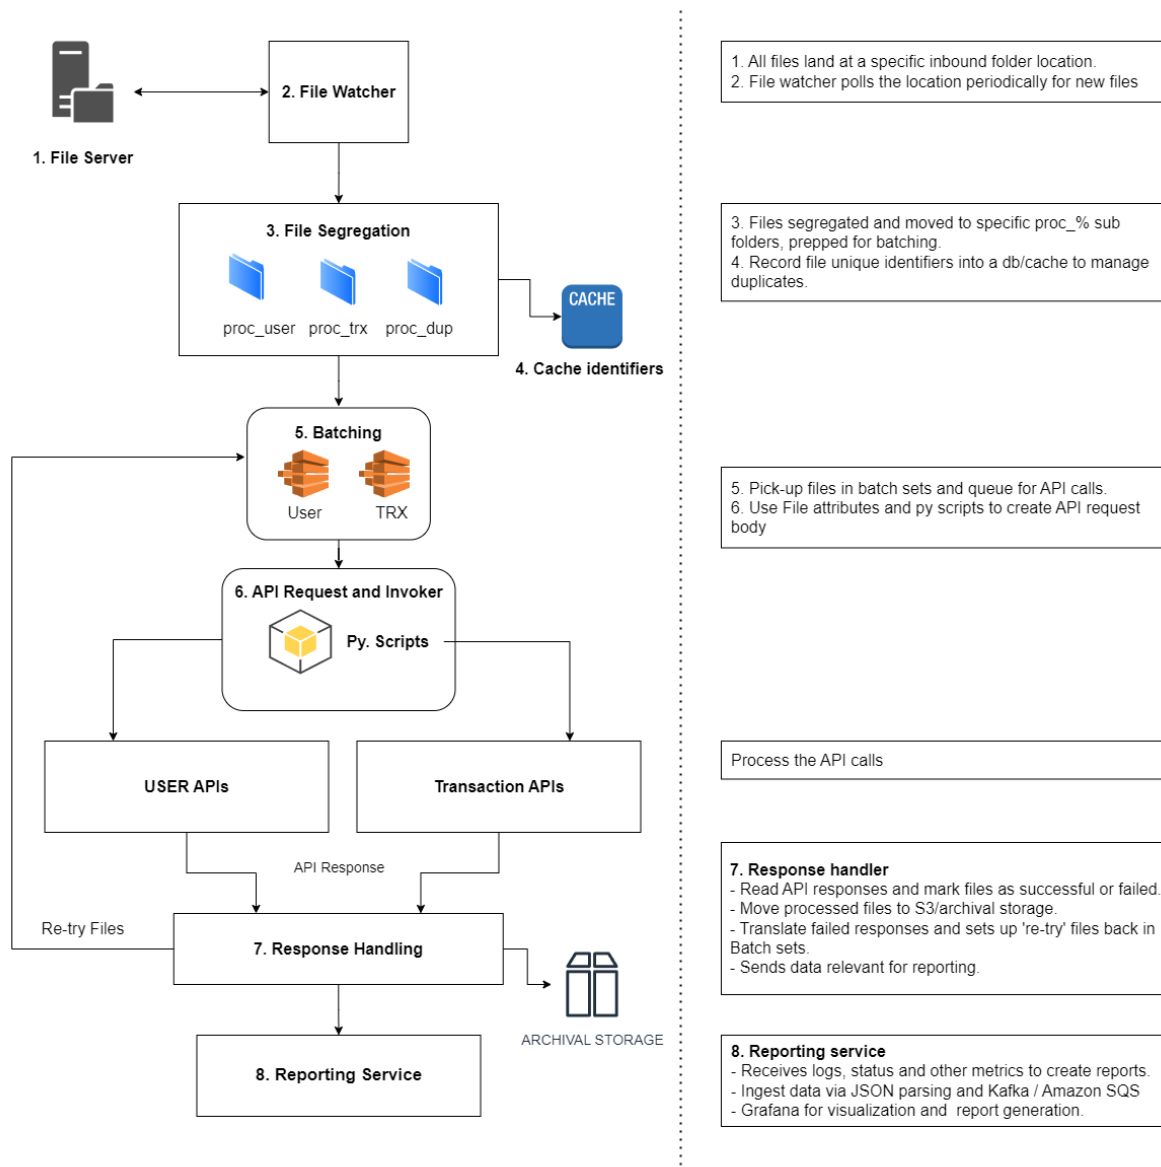 1. File Server
2. File Watcher
3. File Segregation
proc_user
proc_trx
proc_dup
CACHE
4. Cache identifiers
5. Batching
User
TRX
6. API Request and Invoker
Py. Scripts
USER APIs
Transaction APIs
API Response
Re-try Files
7. Response Handling
ARCHIVAL STORAGE
8. Reporting Service
1. All files land at a specific inbound folder location.
2. File watcher polls the location periodically for new files
3. Files segregated and moved to specific proc_% sub
folders, prepped for batching.
4. Record file unique identifiers into a db/cache to manage
duplicates.
5. Pick-up files in batch sets and queue for API calls.
6. Use File attributes and py scripts to create API request
body
Process the API calls
7. Response handler
- Read API responses and mark files as successful or failed.
- Move processed files to S3/archival storage.
- Translate failed responses and sets up 're-try' files back in
Batch sets.
- Sends data relevant for reporting.
8. Reporting service
- Receives logs, status and other metrics to create reports.
- Ingest data via JSON parsing and Kafka / Amazon SQS
- Grafana for visualization and  report generation.